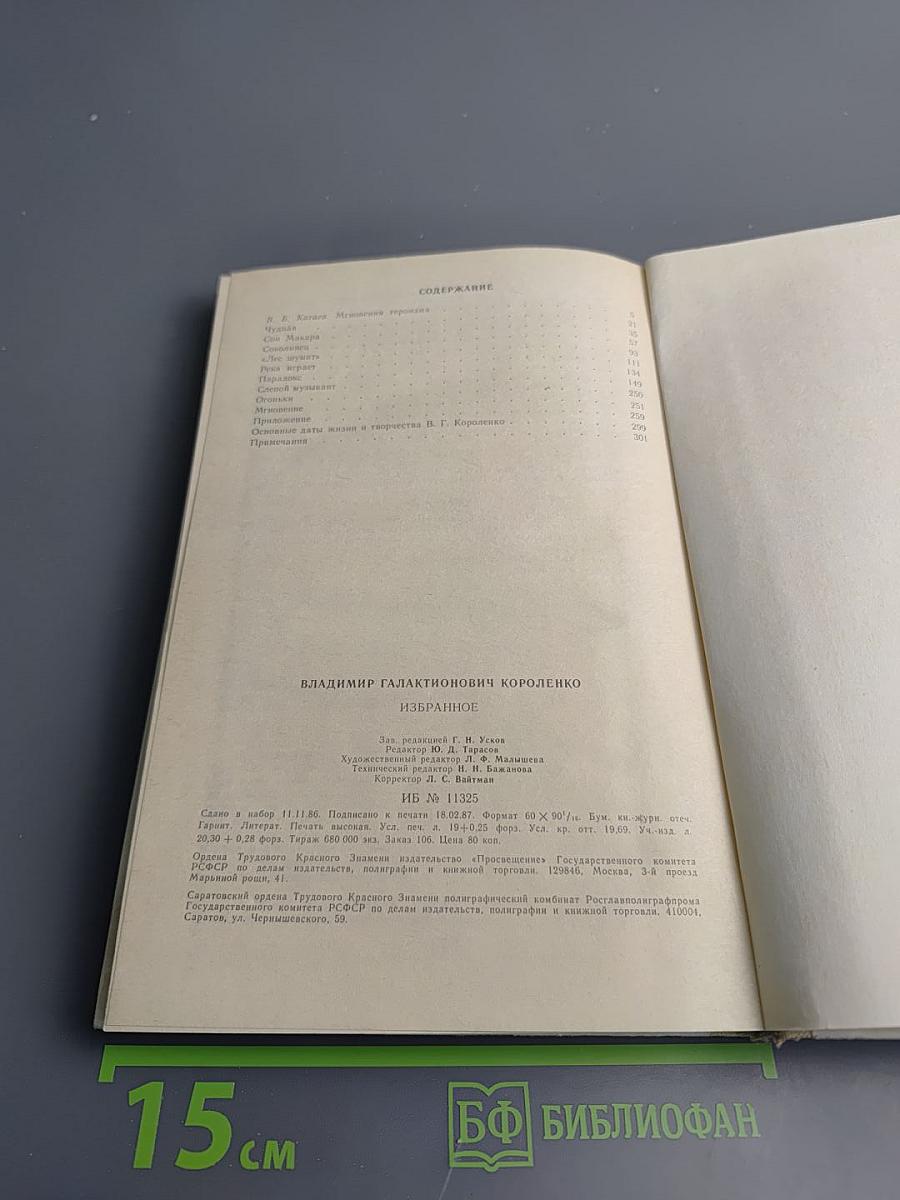 СОДЕРЖАНИЕ
В. Б. Катаев. Мгновения героизма 5
Чудная 21
Сон Макара 35
Соколинец 57
«Лес шумит» 93
Река играет 111
Парадокс 134
Слепой музыкант 149
Огоньки 250
Мгновение 251
Приложение 259
Основные даты жизни и творчества В. Г. Короленко 299
Примечания 301
ВЛАДИМИР ГАЛАКТИОНОВИЧ КОРОЛЕНКО
ИЗБРАННОЕ
Зав. редакцией Г. Н. Усков
Редактор Ю. Д. Тарасов
Художественный редактор Л. Ф. Малышева
Технический редактор Н. Н. Бажанова
Корректор Л. С. Вайтман
ИБ № 11325
Сдано в набор 11.11.86. Подписано к печати 18.02.87. Формат 60 × 90¹/₁₆. Бум. кн.-журн. отеч.
Гарнит. Литерат. Печать высокая. Усл. печ. л. 19+0,25 форз. Усл. кр. отт. 19,69. Уч.-изд. л.
20,30 + 0,28 форз. Тираж 680 000 экз. Заказ 106. Цена 80 коп.
Ордена Трудового Красного Знамени издательство «Просвещение» Государственного комитета
РСФСР по делам издательств, полиграфии и книжной торговли. 129846, Москва, 3-й проезд
Марьиной рощи, 41.
Саратовский ордена Трудового Красного Знамени полиграфический комбинат Росглавполиграфпрома
Государственного комитета РСФСР по делам издательств, полиграфии и книжной торговли. 410004,
Саратов, ул. Чернышевского, 59.
15 см
БФ БИБЛИОФАН